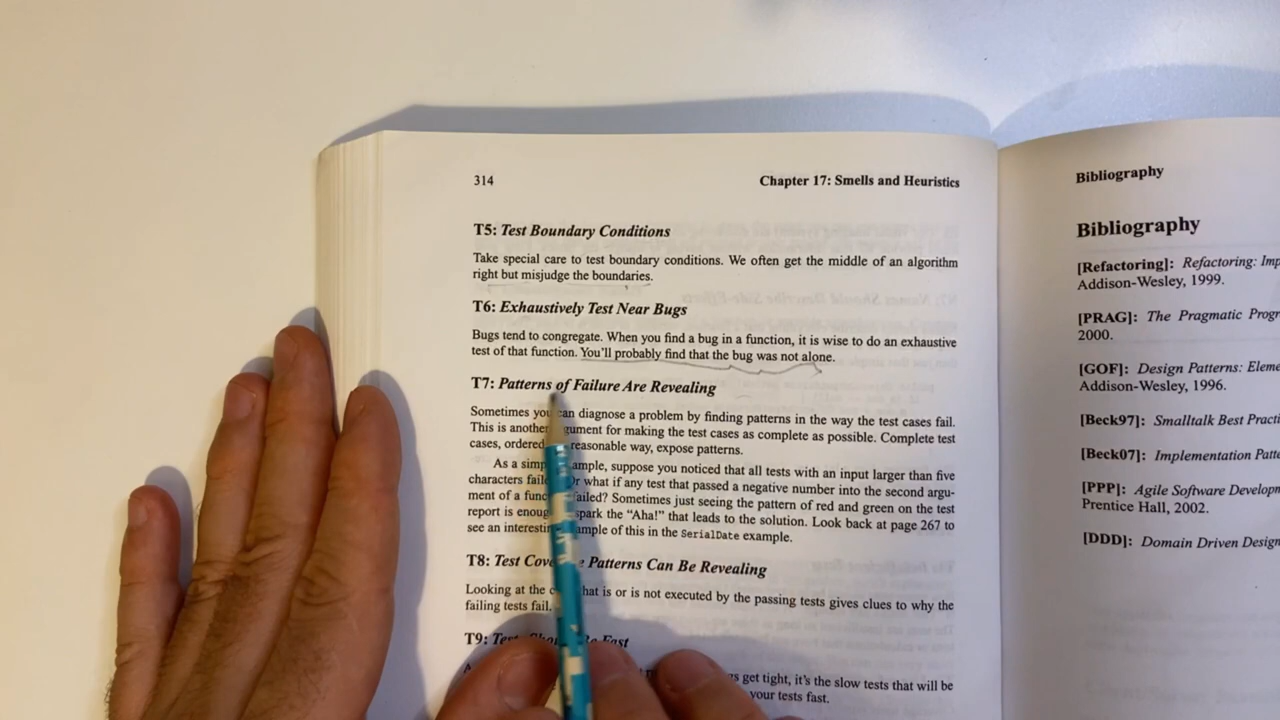 314
Chapter 17: Smells and Heuristics
T5: Test Boundary Conditions
Take special care to test boundary conditions. We often get the middle of an algorithm
right but misjudge the boundaries.
T6: Exhaustively Test Near Bugs
Bugs tend to congregate. When you find a bug in a function, it is wise to do an exhaustive
test of that function. You'll probably find that the bug was not alone.
T7: Patterns of Failure Are Revealing
Sometimes you can diagnose a problem by finding patterns in the way the test cases fail.
This is another argument for making the test cases as complete as possible. Complete test
cases, ordered reasonable way, expose patterns.
As a simple example, suppose you noticed that all tests with an input larger than five
characters failed Or what if any test that passed a negative number into the second argu-
ment of a function failed? Sometimes just seeing the pattern of red and green on the test
report is enough spark the "Aha!" that leads to the solution. Look back at page 267 to
see an interesting example of this in the SerialDate example.
T8: Test Coverage Patterns Can Be Revealing
Looking at the that is or is not executed by the passing tests gives clues to why the
failing tests fail.
T9: Tests Should Be Fast
get tight, it's the slow tests that will be
your tests fast.
Bibliography
Bibliography
[Refactoring]: Refactoring:
Addison-Wesley, 1999.
[PRAG]: The Pragmatic
2000.
[GOF]: Design Patterns:
Addison-Wesley, 1996.
[Beck97]: Smalltalk Best
[Beck07]: Implementation
[PPP]: Agile Software
Prentice Hall, 2002.
[DDD]: Domain Driven